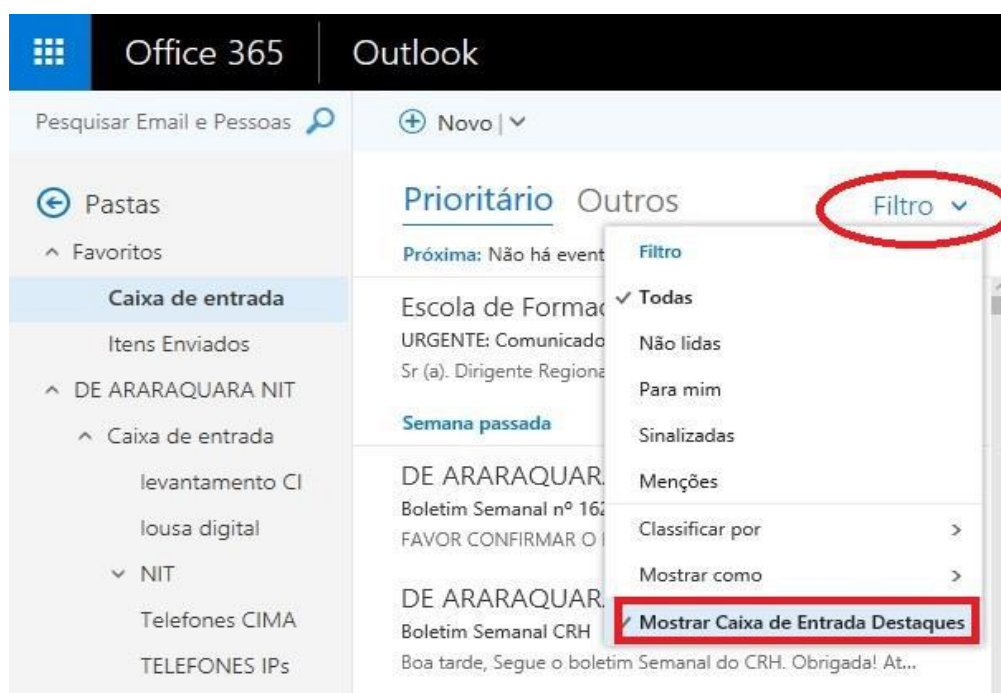 Office 365
Outlook
Pesquisar Email e Pessoas
Novo
Pastas
Favoritos
Caixa de entrada
Itens Enviados
DE ARARAQUARA NIT
Caixa de entrada
levantamento CI
lousa digital
NIT
Telefones CIMA
TELEFONES IPs
Prioritário Outros
Filtro
Próxima: Não há event
Escola de Formac
URGENTE: Comunicado
Sr (a). Dirigente Regiona
Semana passada
DE ARARAQUAR
Boletim Semanal nº 162
FAVOR CONFIRMAR O
DE ARARAQUAR
Boletim Semanal CRH
Boa tarde, Segue o boletim Semanal do CRH. Obrigada! At...
Filtro
Todas
Não lidas
Para mim
Sinalizadas
Menções
Classificar por
Mostrar como
Mostrar Caixa de Entrada Destaques